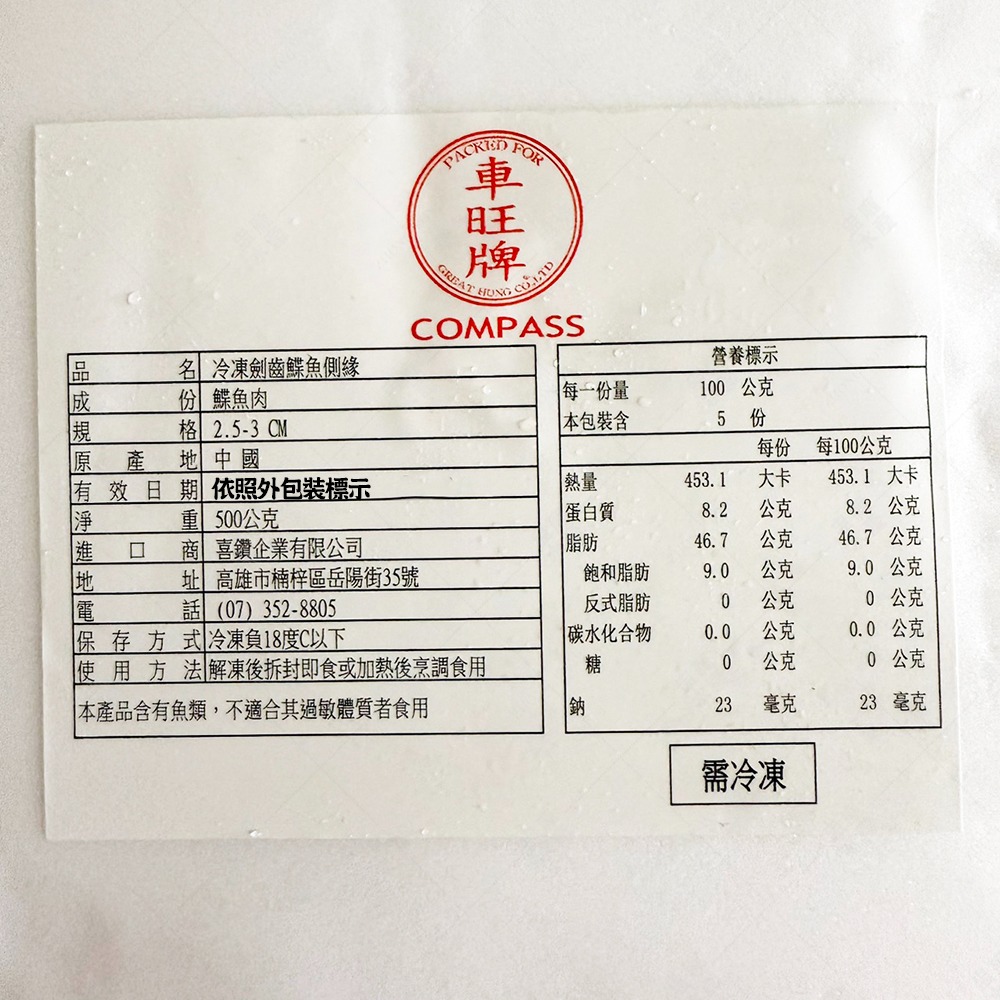 PACKED FOR
車
旺
牌
GREAT HUNG CO.,LTD
COMPASS
品名 冷凍劍齒鰈魚側緣
成份 鰈魚肉
規格 2.5-3 CM
原產地 中國
有效日期 依照外包裝標示
淨重 500公克
進口商 喜鑽企業有限公司
地址 高雄市楠梓區岳陽街35號
電話 (07) 352-8805
保存方式 冷凍負18度C以下
使用方法 解凍後拆封即食或加熱後烹調食用
本產品含有魚類，不適合其過敏體質者食用
營養標示
每一份量 100 公克
本包裝含 5 份
每份 每100公克
熱量 453.1 大卡 453.1 大卡
蛋白質 8.2 公克 8.2 公克
脂肪 46.7 公克 46.7 公克
飽和脂肪 9.0 公克 9.0 公克
反式脂肪 0 公克 0 公克
碳水化合物 0.0 公克 0.0 公克
糖 0 公克 0 公克
鈉 23 毫克 23 毫克
需冷凍